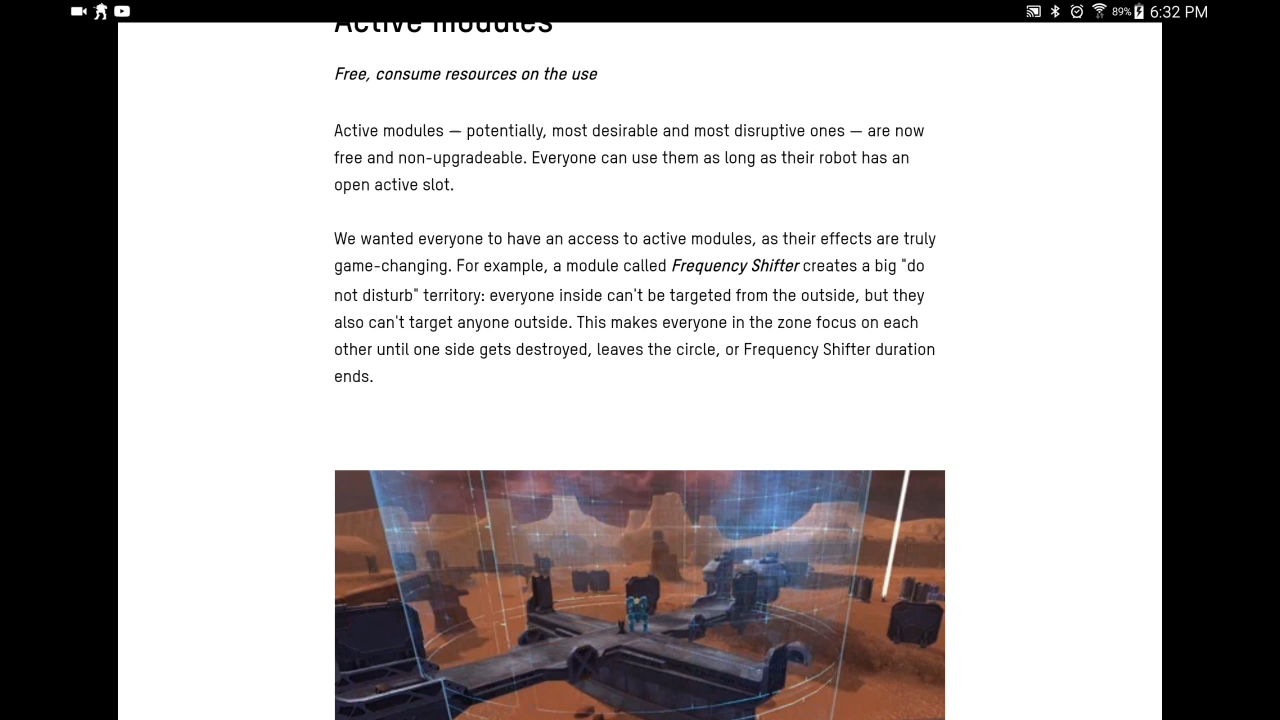 89% 6:32 PM
Active modules
Free, consume resources on the use
Active modules — potentially, most desirable and most disruptive ones — are now
free and non-upgradeable. Everyone can use them as long as their robot has an
open active slot.
We wanted everyone to have an access to active modules, as their effects are truly
game-changing. For example, a module called Frequency Shifter creates a big "do
not disturb" territory: everyone inside can't be targeted from the outside, but they
also can't target anyone outside. This makes everyone in the zone focus on each
other until one side gets destroyed, leaves the circle, or Frequency Shifter duration
ends.